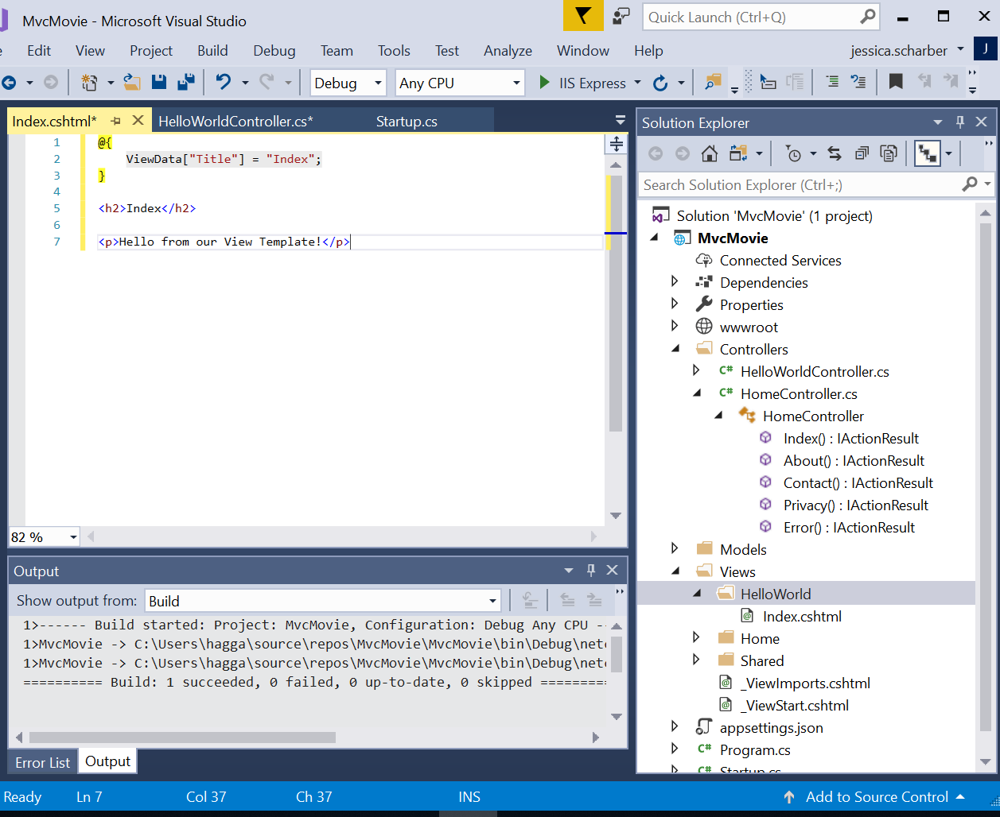 MvcMovie - Microsoft Visual Studio
Quick Launch (Ctrl+Q)
Edit View Project Build Debug Team Tools Test Analyze Window Help
jessica.scharber J
Debug Any CPU IIS Express
Index.cshtml* HelloWorldController.cs* Startup.cs
1 @{
2 ViewData["Title"] = "Index";
3 }
4
5 <h2>Index</h2>
6
7 <p>Hello from our View Template!</p>
82 %
Output
Show output from: Build
1>------ Build started: Project: MvcMovie, Configuration: Debug Any CPU --
1>MvcMovie -> C:\Users\hagga\source\repos\MvcMovie\MvcMovie\bin\Debug\netc
1>MvcMovie -> C:\Users\hagga\source\repos\MvcMovie\MvcMovie\bin\Debug\netc
========== Build: 1 succeeded, 0 failed, 0 up-to-date, 0 skipped =========
Error List Output
Solution Explorer
Search Solution Explorer (Ctrl+;)
Solution 'MvcMovie' (1 project)
MvcMovie
Connected Services
Dependencies
Properties
wwwroot
Controllers
C# HelloWorldController.cs
C# HomeController.cs
HomeController
Index() : IActionResult
About() : IActionResult
Contact() : IActionResult
Privacy() : IActionResult
Error() : IActionResult
Models
Views
HelloWorld
Index.cshtml
Home
Shared
_ViewImports.cshtml
_ViewStart.cshtml
appsettings.json
C# Program.cs
C# Startup.cs
Ready Ln 7 Col 37 Ch 37 INS Add to Source Control